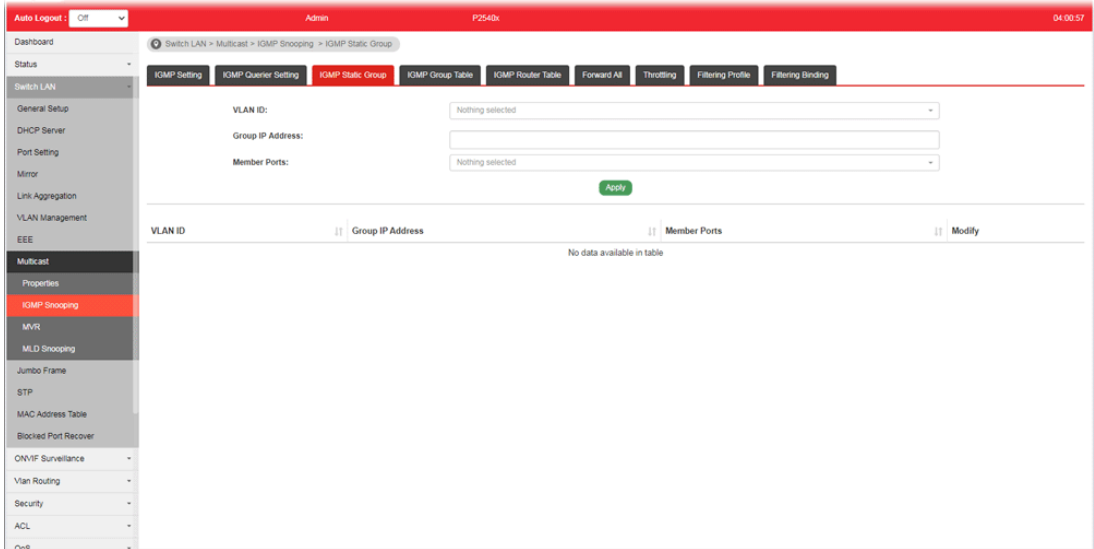 Auto Logout : Off Admin P2540x 04:00:57
Dashboard
Switch LAN > Multicast > IGMP Snooping > IGMP Static Group
Status
IGMP Setting IGMP Querier Setting IGMP Static Group IGMP Group Table IGMP Router Table Forward All Throttling Filtering Profile Filtering Binding
Switch LAN
General Setup
VLAN ID: Nothing selected
DHCP Server
Group IP Address:
Port Setting
Member Ports: Nothing selected
Mirror
Apply
Link Aggregation
VLAN Management
VLAN ID Group IP Address Member Ports Modify
EEE
No data available in table
Multicast
Properties
IGMP Snooping
MVR
MLD Snooping
Jumbo Frame
STP
MAC Address Table
Blocked Port Recover
ONVIF Surveillance
Vlan Routing
Security
ACL
QoS